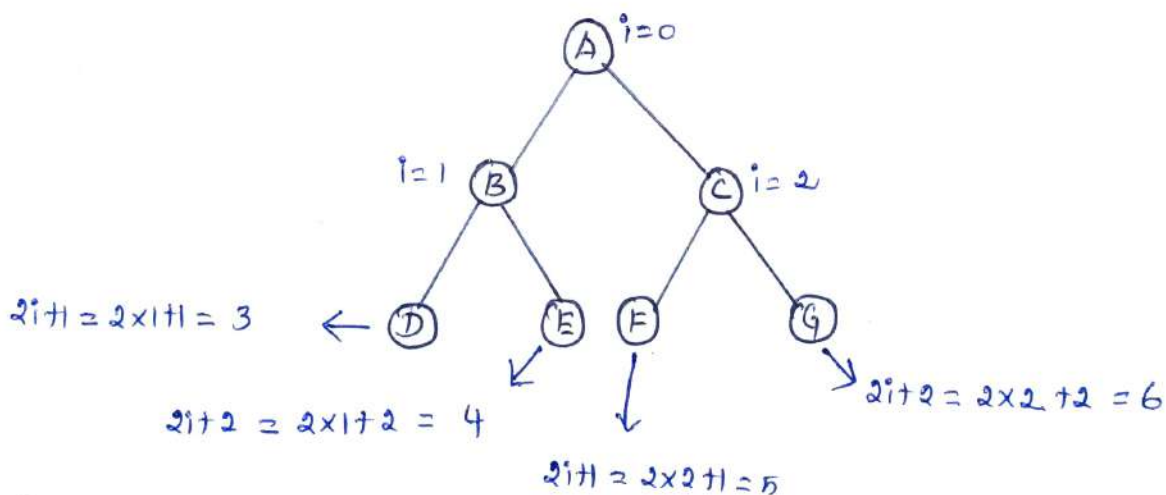 A i=0
i=1 B C i=2
D E F G
2i+1 = 2×1+1 = 3
2i+2 = 2×2+2 = 6
2i+2 = 2×1+2 = 4
2i+1 = 2×2+1 = 5